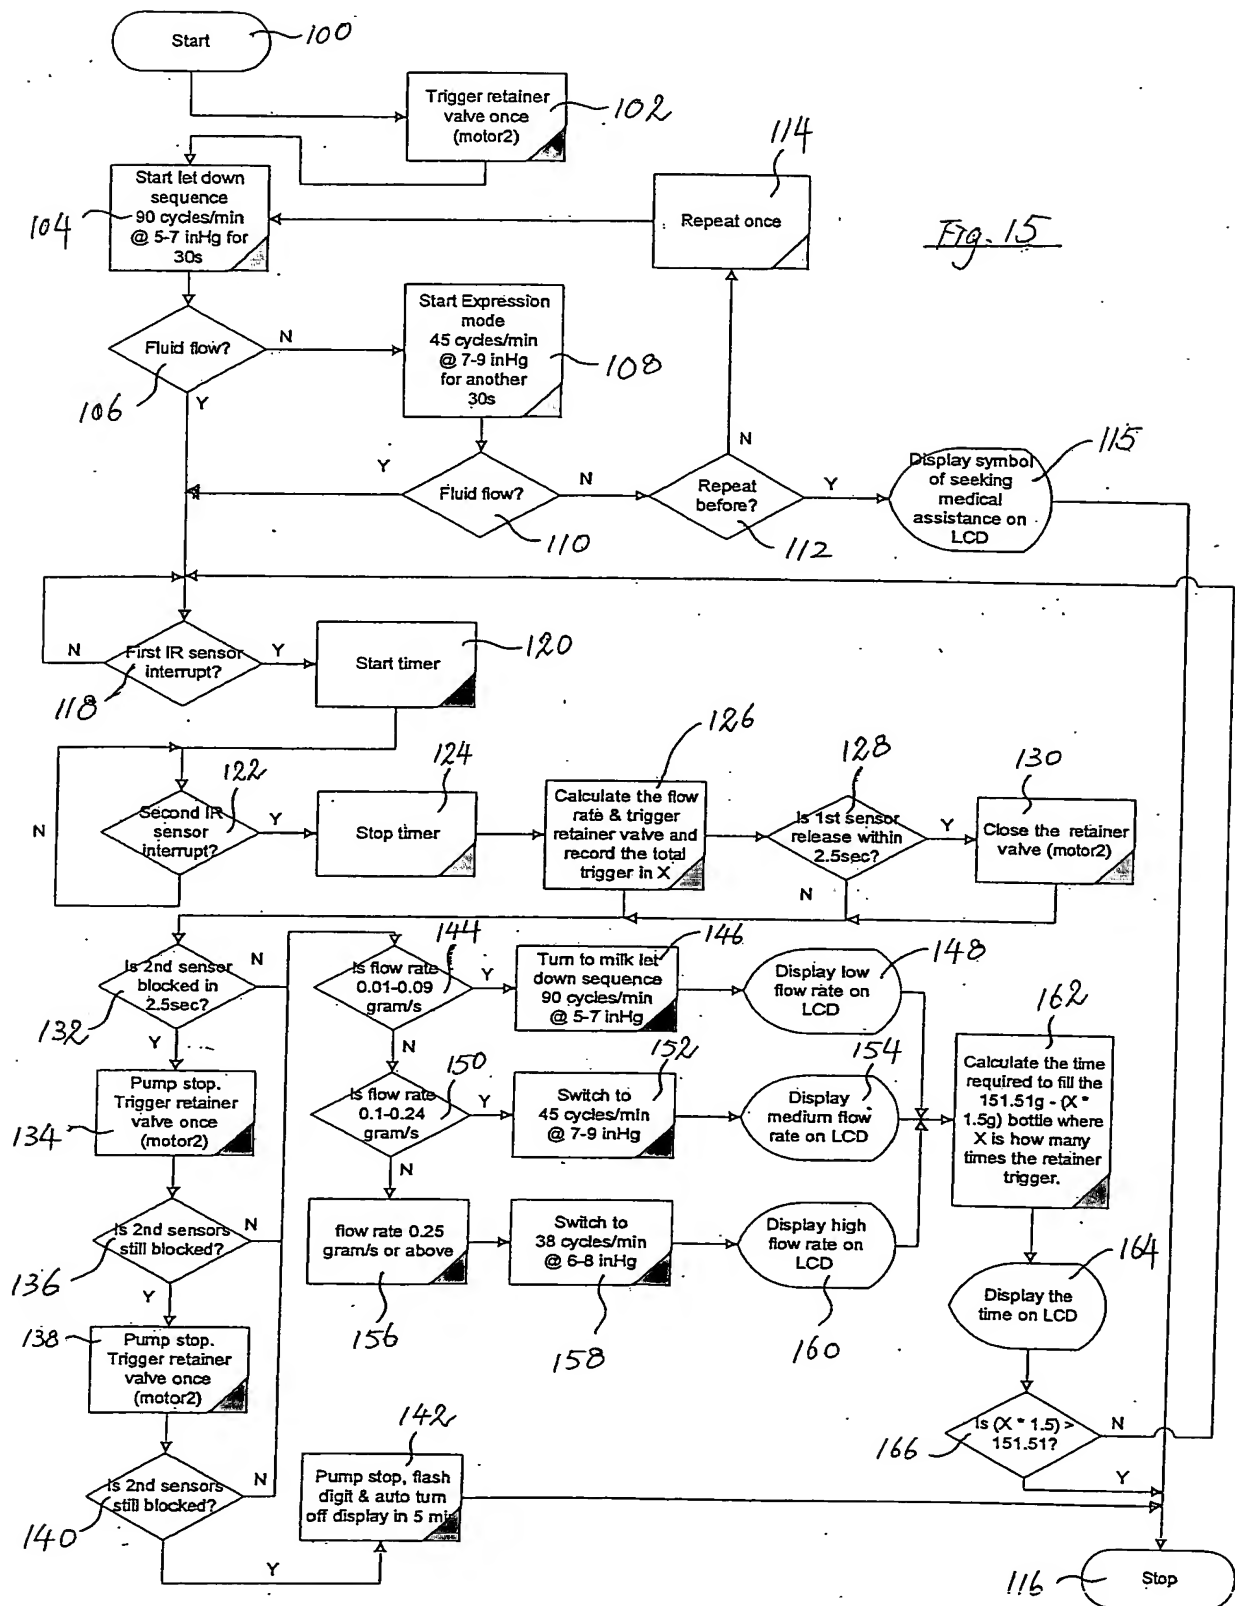 Start
100
Trigger retainer
valve once
(motor2)
102
114
Start let down
sequence
90 cycles/min
@ 5-7 inHg for
30s
104
Repeat once
Fig. 15
Fluid flow?
N
Y
106
Start Expression
mode
45 cycles/min
@ 7-9 inHg
for another
30s
108
Y
Fluid flow?
N
110
N
Repeat
before?
Y
112
115
Display symbol
of seeking
medical
assistance on
LCD
N
First IR sensor
interrupt?
Y
118
Start timer
120
122
N
Second IR
sensor
interrupt?
Y
124
Stop timer
126
Calculate the flow
rate & trigger
retainer valve and
record the total
trigger in X
128
Is 1st sensor
release within
2.5sec?
Y
N
130
Close the retainer
valve (motor2)
Is 2nd sensor
blocked in
2.5sec?
N
132
Y
144
Is flow rate
0.01-0.09
gram/s
Y
N
146
Turn to milk let
down sequence
90 cycles/min
@ 5-7 inHg
148
Display low
flow rate on
LCD
162
Calculate the time
required to fill the
151.51g - (X *
1.5g) bottle where
X is how many
times the retainer
trigger.
Pump stop.
Trigger retainer
valve once
(motor2)
134
150
Is flow rate
0.1-0.24
gram/s
Y
N
152
Switch to
45 cycles/min
@ 7-9 inHg
154
Display
medium flow
rate on LCD
Is 2nd sensors
still blocked?
N
136
Y
flow rate 0.25
gram/s or above
156
Switch to
38 cycles/min
@ 6-8 inHg
158
Display high
flow rate on
LCD
160
164
Display the
time on LCD
138
Pump stop.
Trigger retainer
valve once
(motor2)
Is (X * 1.5) >
151.51?
N
166
Y
Is 2nd sensors
still blocked?
N
140
Y
142
Pump stop, flash
digit & auto turn
off display in 5 min
116
Stop